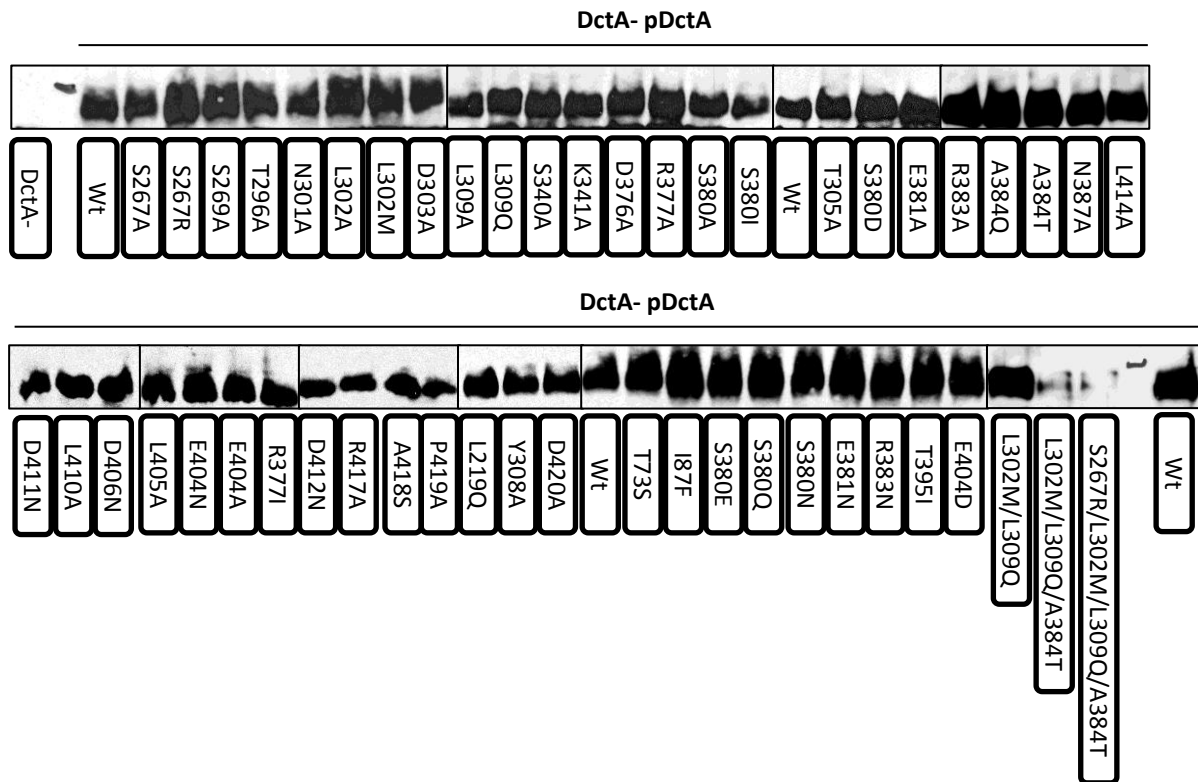 DctA- pDctA
DctA-
Wt
S267A
S267R
S269A
T296A
N301A
L302A
L302M
D303A
L309A
L309Q
S340A
K341A
D376A
R377A
S380A
S380I
Wt
T305A
S380D
E381A
R383A
A384Q
A384T
N387A
L414A
DctA- pDctA
D411N
L410A
D406N
L405A
E404N
E404A
R377I
D412N
R417A
A418S
P419A
L219Q
Y308A
D420A
Wt
T73S
I87F
S380E
S380Q
S380N
E381N
R383N
T395I
E404D
L302M/L309Q
L302M/L309Q/A384T
S267R/L302M/L309Q/A384T
Wt